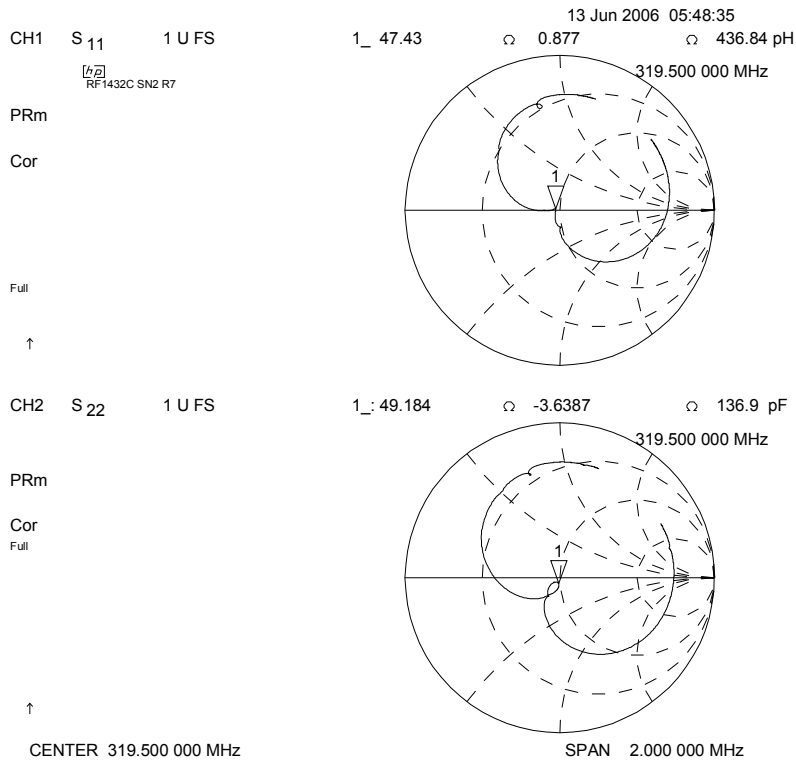 13 Jun 2006 05:48:35
CH1 S 11 1 U FS 1_ 47.43 Ω 0.877 Ω 436.84 pH
hp
319.500 000 MHz
RF1432C SN2 R7
PRm
Cor
1
Full
↑
CH2 S 22 1 U FS 1_: 49.184 Ω -3.6387 Ω 136.9 pF
319.500 000 MHz
PRm
Cor
Full
1
↑
CENTER 319.500 000 MHz SPAN 2.000 000 MHz